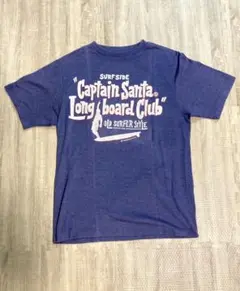 SURFSIDE
"Captain Santa®
Long board Club"
OLD SURFER STYLE